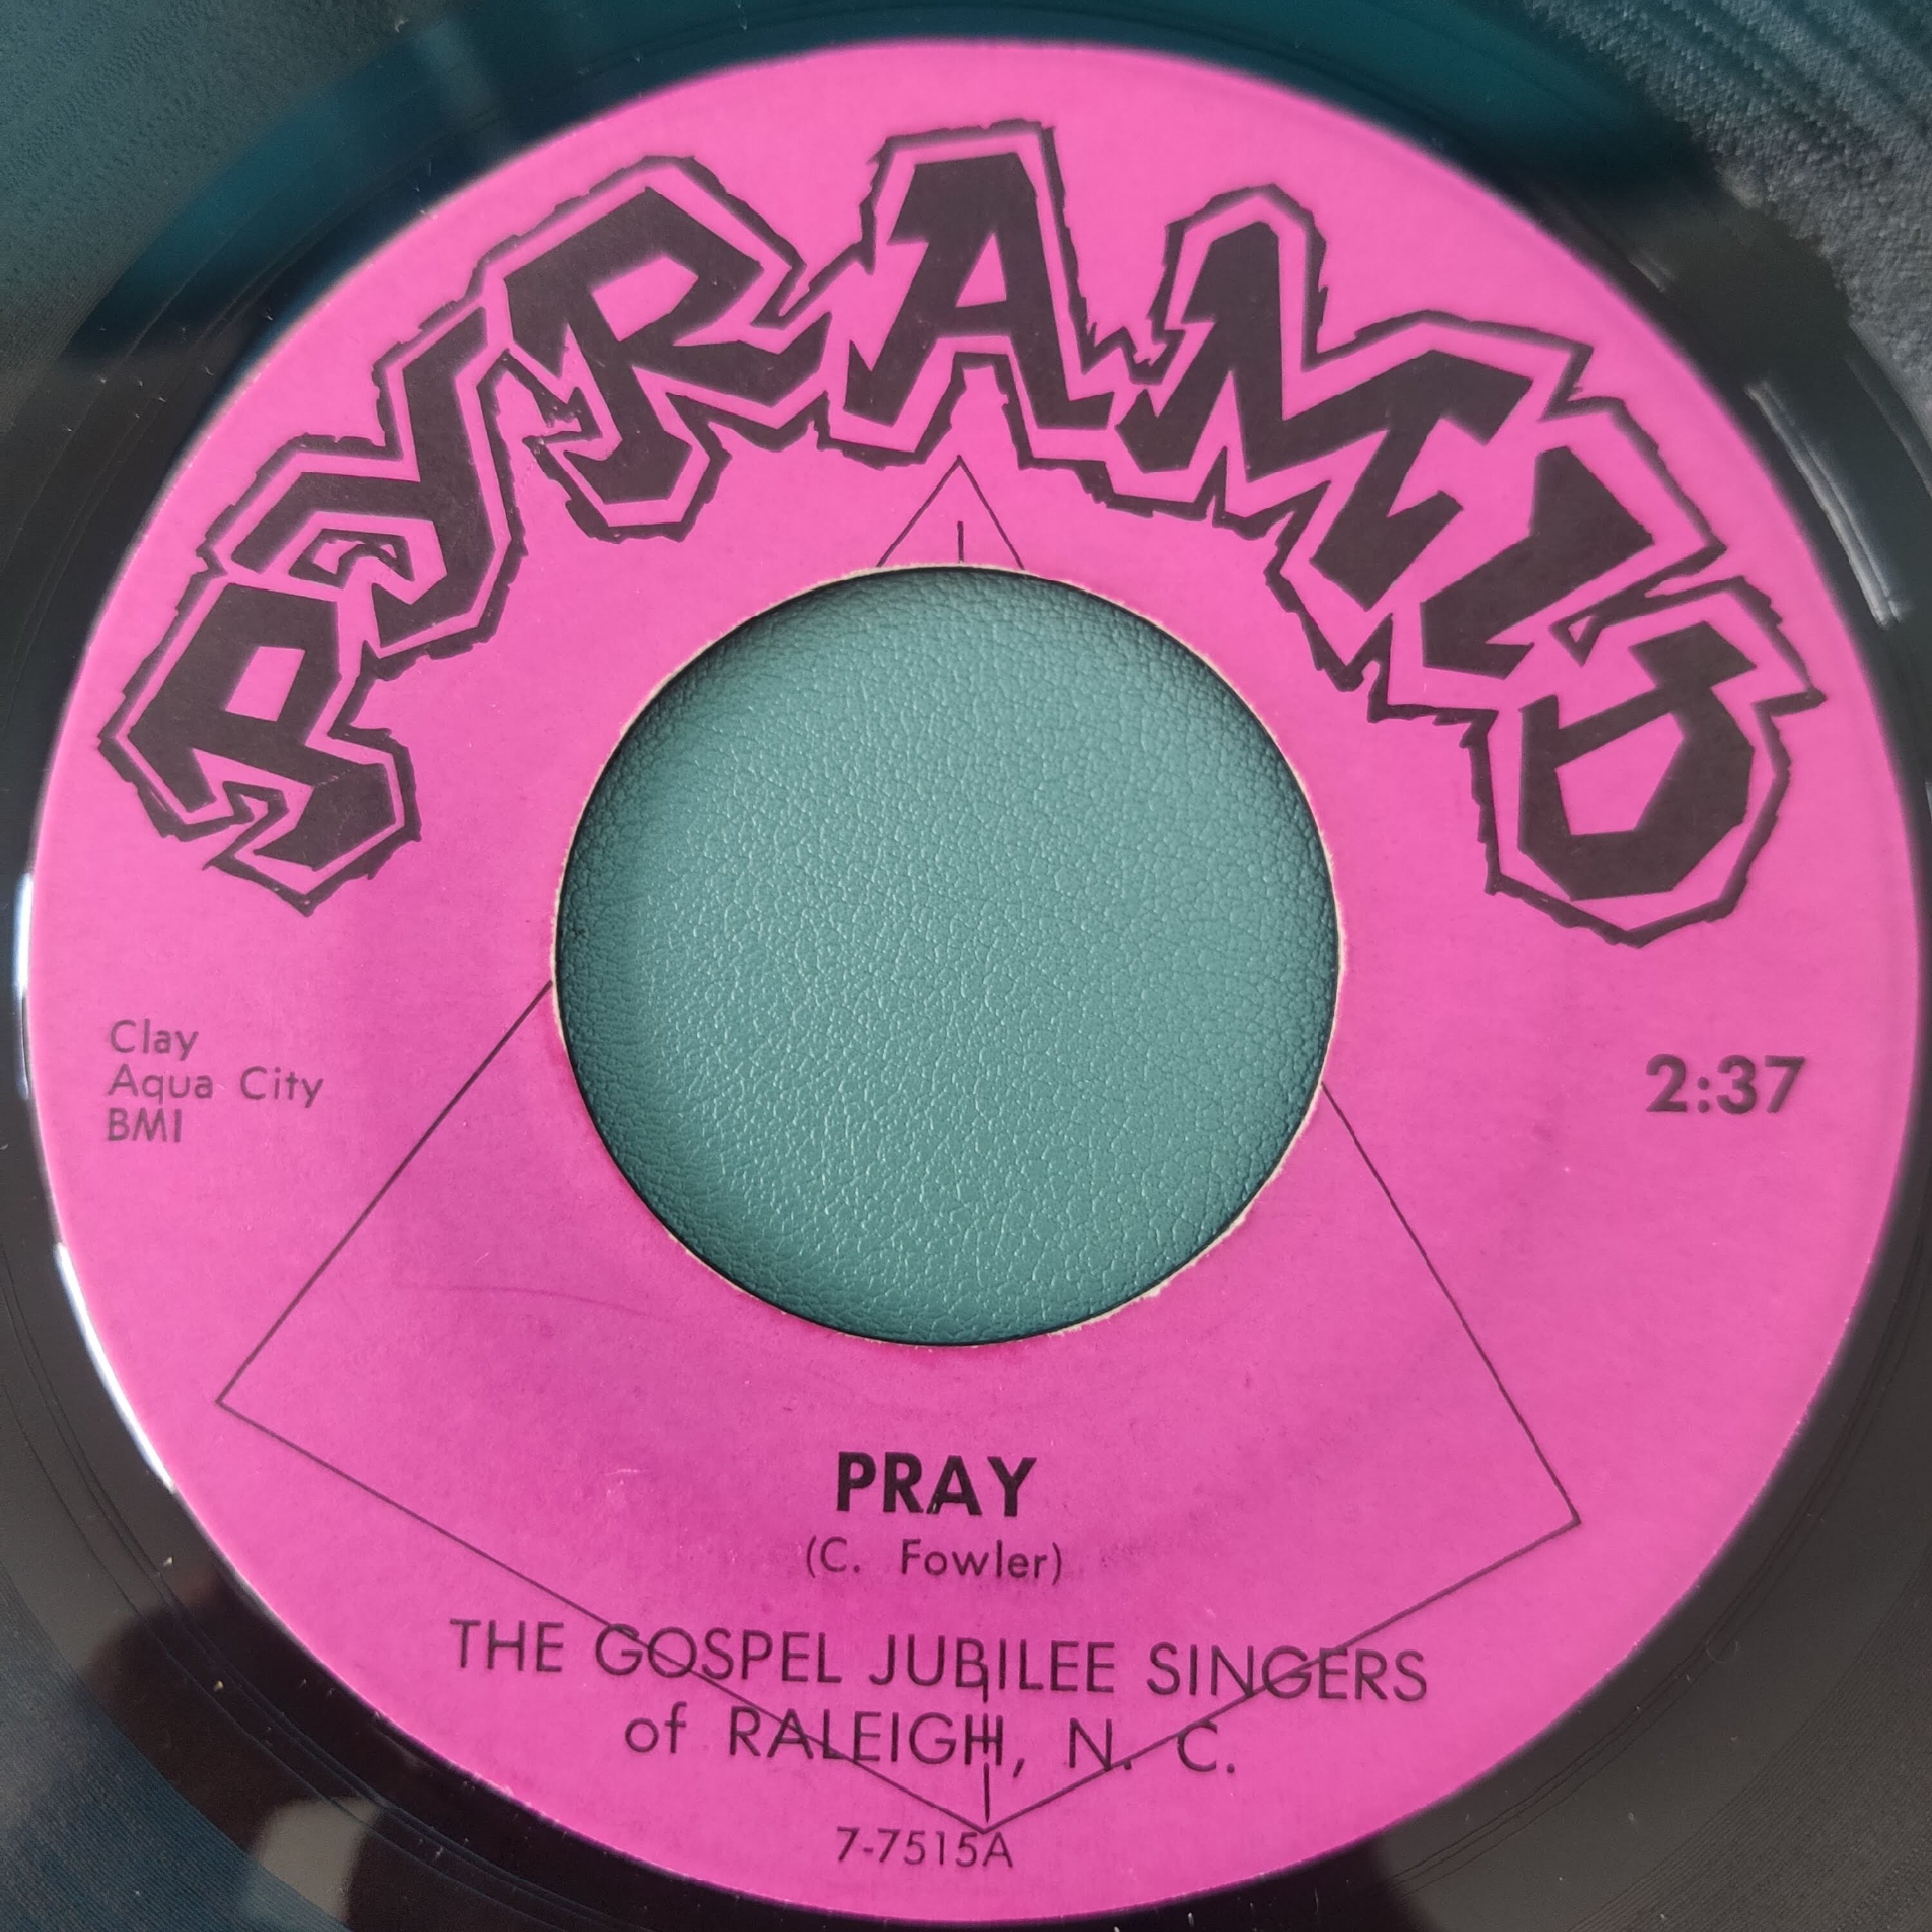 PYRAMID
Clay
Aqua City
BMI
2:37
PRAY
(C. Fowler)
THE GOSPEL JUBILEE SINGERS
of RALEIGH, N. C.
7-7515A